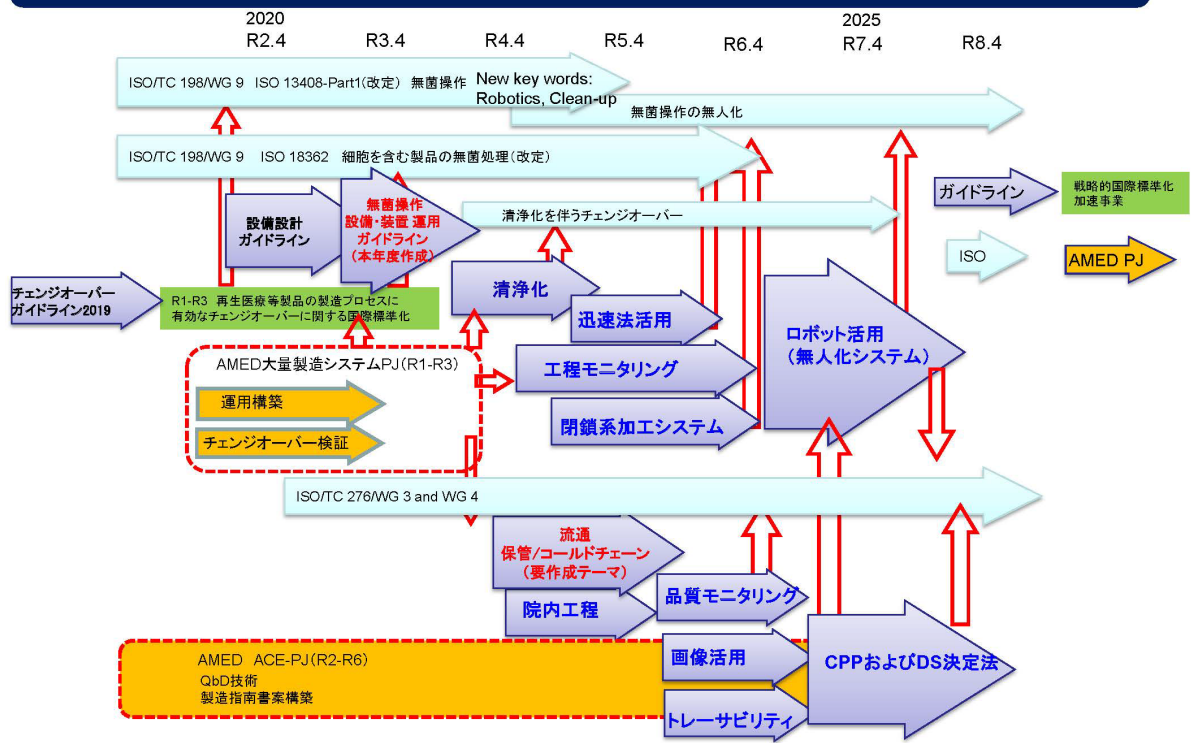 2020
2025
R2.4
R3.4
R4.4
R5.4
R6.4
R7.4
R8.4
ISO/TC 198/WG 9 ISO 13408-Part1(改定) 無菌操作
New key words:
Robotics, Clean-up
無菌操作の無人化
ISO/TC 198/WG 9 ISO 18362 細胞を含む製品の無菌処理(改定)
ガイドライン
戦略的国際標準化
加速事業
設備設計
ガイドライン
無菌操作
設備・装置 運用
ガイドライン
(本年度作成)
清浄化を伴うチェンジオーバー
ISO
AMED PJ
チェンジオーバー
ガイドライン2019
R1-R3 再生医療等製品の製造プロセスに
有効なチェンジオーバーに関する国際標準化
清浄化
迅速法活用
ロボット活用
(無人化システム)
AMED大量製造システムPJ(R1-R3)
工程モニタリング
運用構築
閉鎖系加工システム
チェンジオーバー検証
ISO/TC 276/WG 3 and WG 4
流通
保管/コールドチェーン
(要作成テーマ)
院内工程
品質モニタリング
AMED ACE-PJ(R2-R6)
QbD技術
製造指南書案構築
画像活用
CPPおよびDS決定法
トレーサビリティ